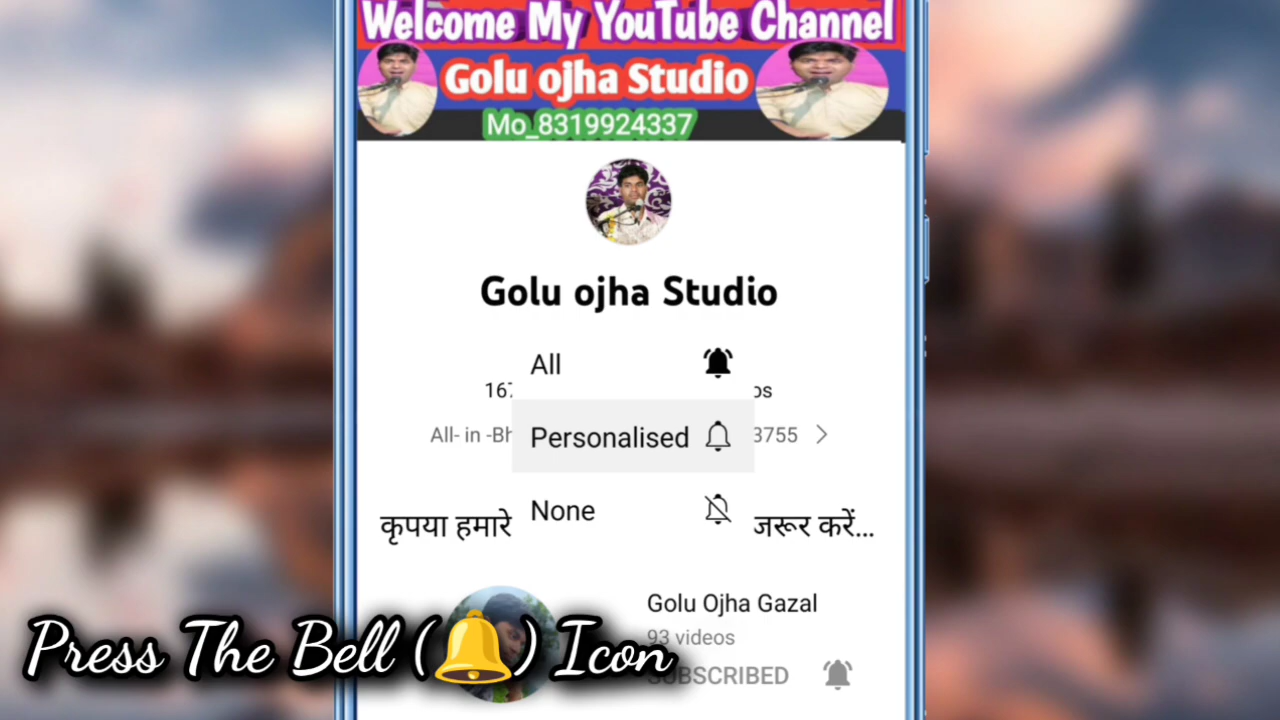 Welcome My YouTube Channel
Golu ojha Studio
Mo_8319924337
Golu ojha Studio
All
Personalised
All- in -Bh 3755
None
कृपया हमारे जरूर करें...
Golu Ojha Gazal
93 videos
SUBSCRIBED
Press The Bell (🔔) Icon